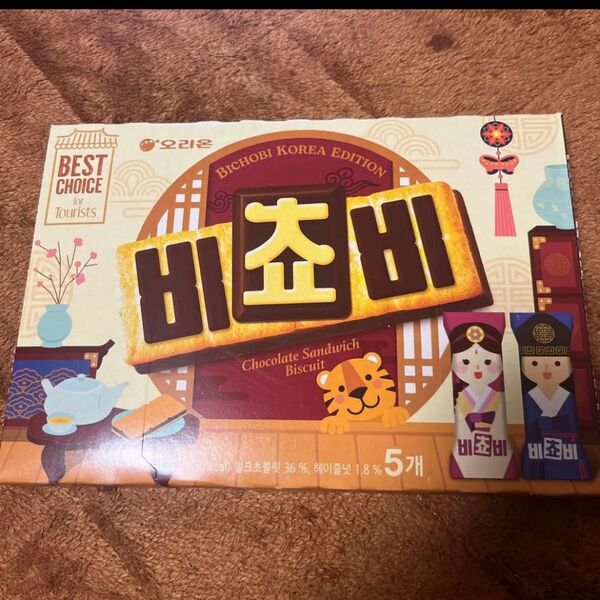 오리온
BEST
CHOICE
for
Tourists
BICHOBI KOREA EDITION
비쵸비
Chocolate Sandwich
Biscuit
비쵸비
비쵸비
kcal) 밀크초콜릿 36 %, 헤이즐넛 1.8 % 5개